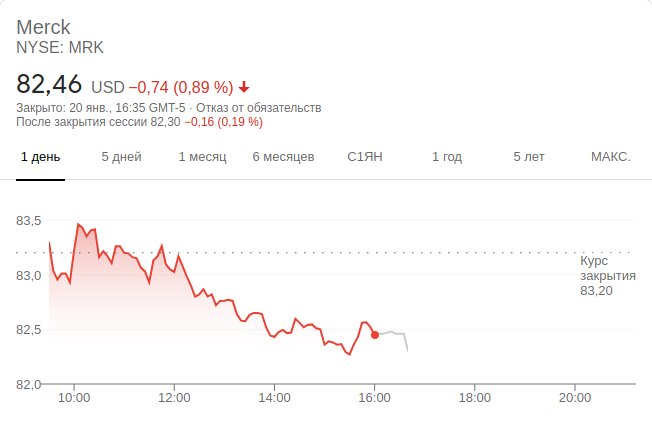 Merck
NYSE: MRK
82,46 USD −0,74 (0,89 %)
Закрыто: 20 янв., 16:35 GMT-5 · Отказ от обязательств
После закрытия сессии 82,30 −0,16 (0,19 %)
1 день 5 дней 1 месяц 6 месяцев С1ЯН 1 год 5 лет МАКС.
83,5
Курс
закрытия
83,20
83,0
82,5
82,0
10:00 12:00 14:00 16:00 18:00 20:00